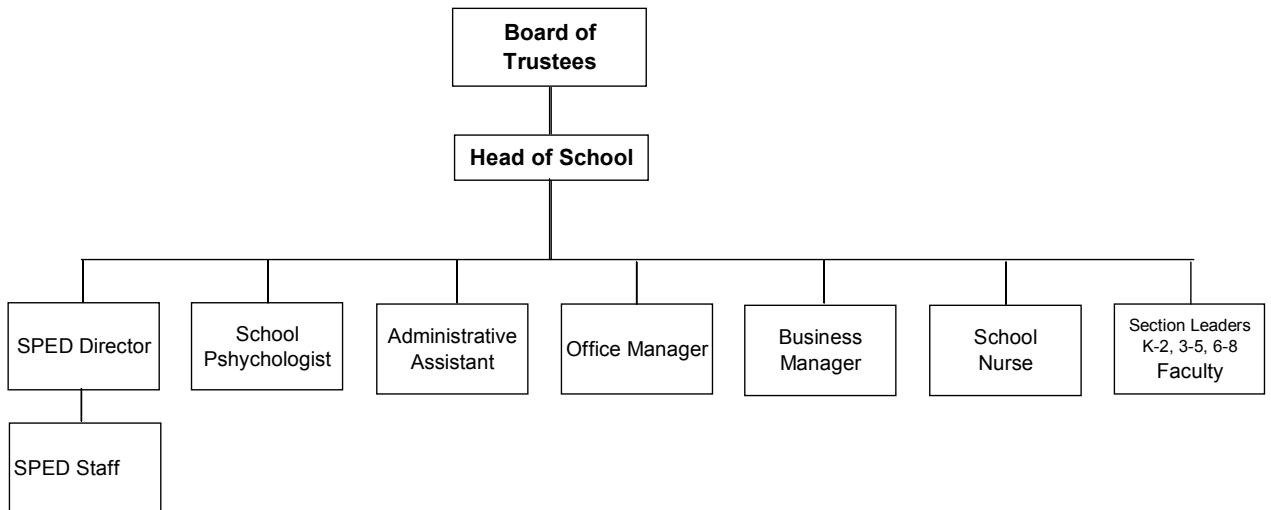 Board of
Trustees
Head of School
SPED Director
School
Pshychologist
Administrative
Assistant
Office Manager
Business
Manager
School
Nurse
Section Leaders
K-2, 3-5, 6-8
Faculty
SPED Staff